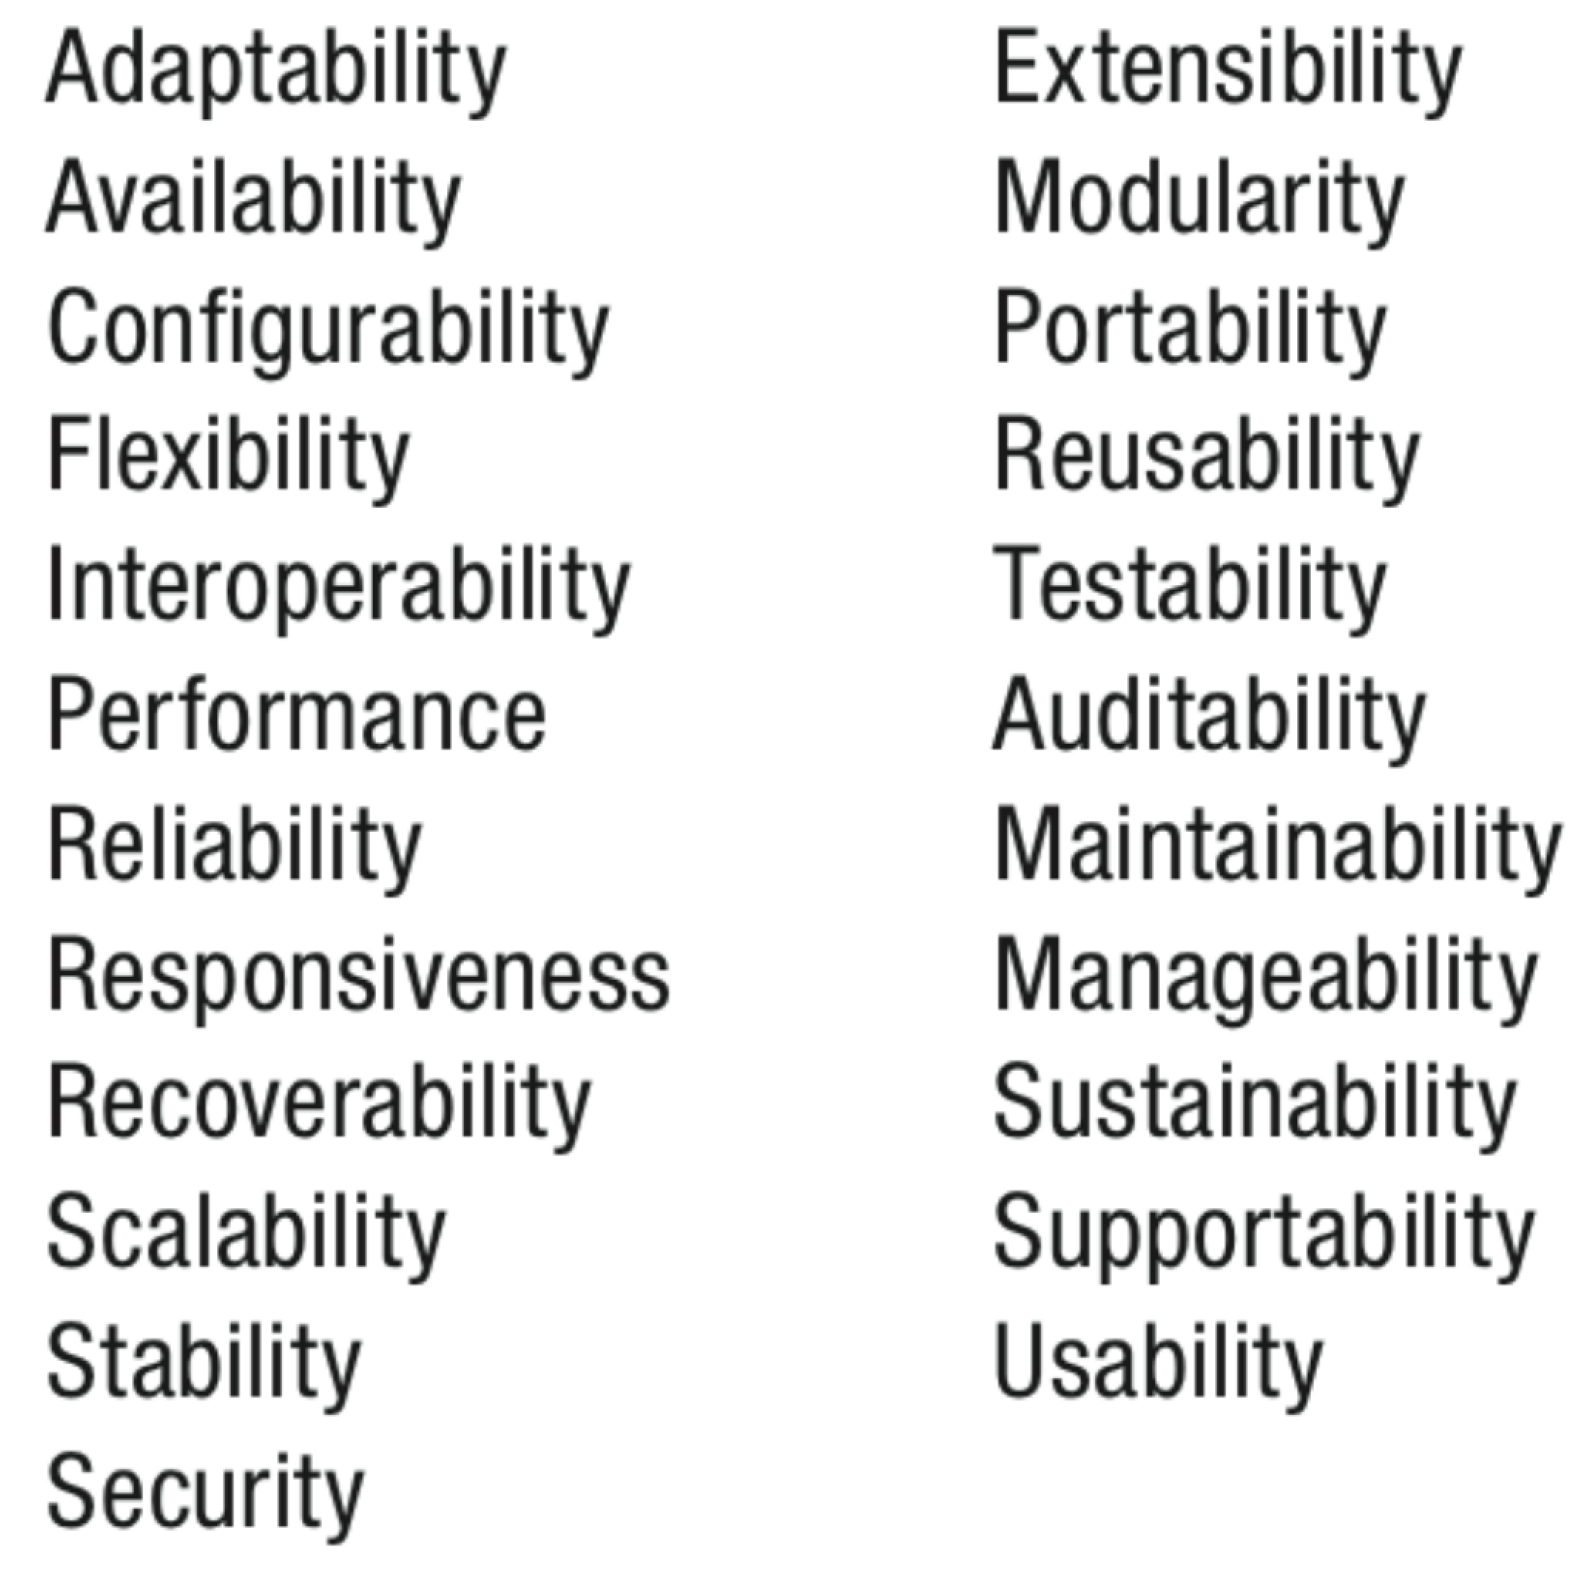 Adaptability
Availability
Configurability
Flexibility
Interoperability
Performance
Reliability
Responsiveness
Recoverability
Scalability
Stability
Security
Extensibility
Modularity
Portability
Reusability
Testability
Auditability
Maintainability
Manageability
Sustainability
Supportability
Usability